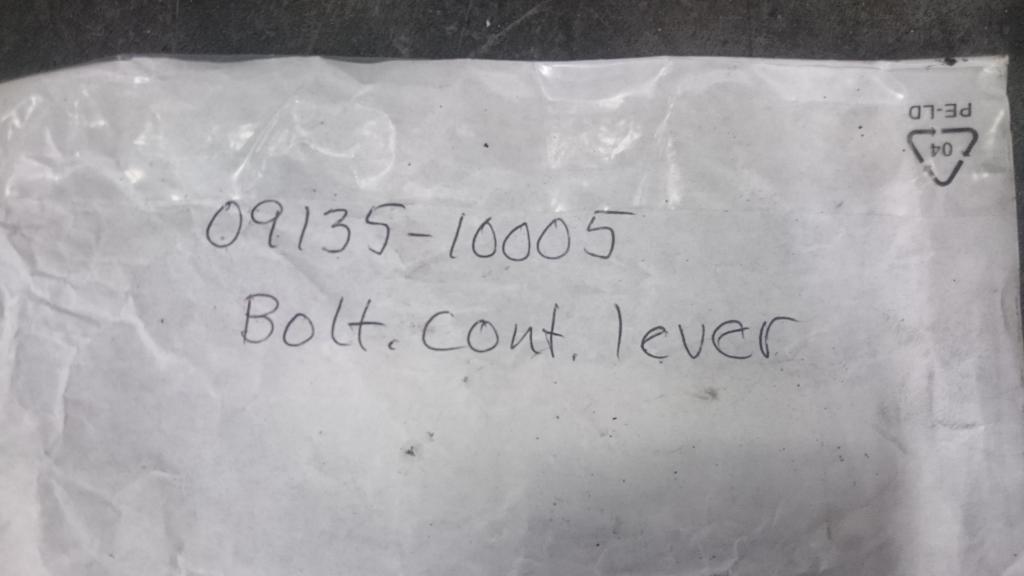 PE-LD
04
09135-10005
Bolt. cont. lever